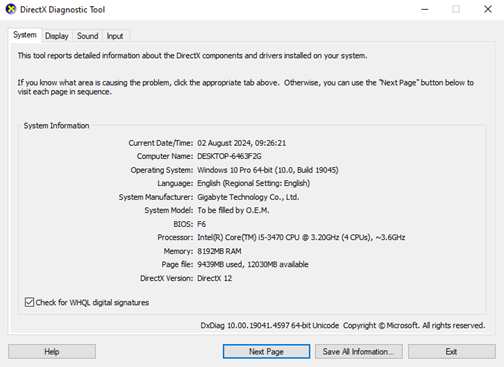 DirectX Diagnostic Tool
System Display Sound Input
This tool reports detailed information about the DirectX components and drivers installed on your system.
If you know what area is causing the problem, click the appropriate tab above. Otherwise, you can use the "Next Page" button below to
visit each page in sequence.
System Information
Current Date/Time: 02 August 2024, 09:26:21
Computer Name: DESKTOP-6463F2G
Operating System: Windows 10 Pro 64-bit (10.0, Build 19045)
Language: English (Regional Setting: English)
System Manufacturer: Gigabyte Technology Co., Ltd.
System Model: To be filled by O.E.M.
BIOS: F6
Processor: Intel(R) Core(TM) i5-3470 CPU @ 3.20GHz (4 CPUs), ~3.6GHz
Memory: 8192MB RAM
Page file: 9439MB used, 12030MB available
DirectX Version: DirectX 12
Check for WHQL digital signatures
DxDiag 10.00.19041.4597 64-bit Unicode Copyright © Microsoft. All rights reserved.
Help Next Page Save All Information... Exit